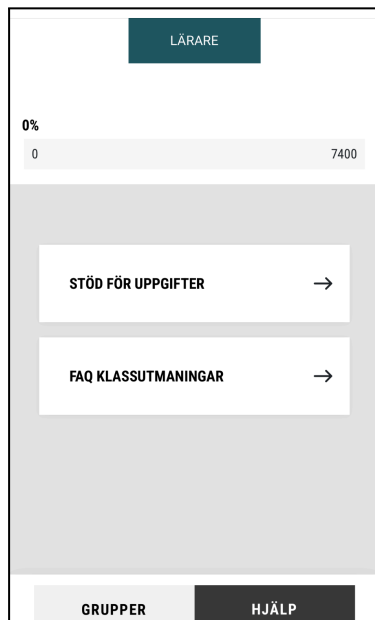 LÄRARE
0%
0 7400
STÖD FÖR UPPGIFTER
FAQ KLASSUTMANINGAR
GRUPPER HJÄLP